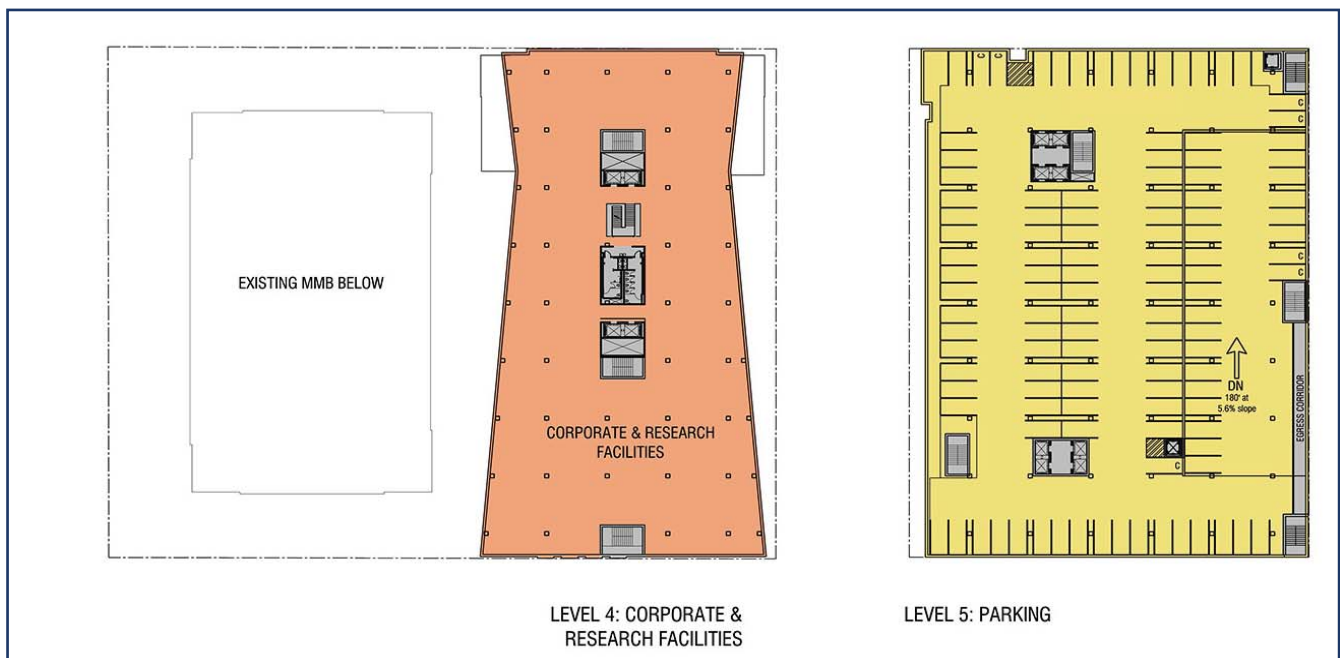 EXISTING MMB BELOW
CORPORATE & RESEARCH
FACILITIES
LEVEL 4: CORPORATE &
RESEARCH FACILITIES
C C
C
C
C
C
DN
180' at
5.6% slope
EGRESS CORRIDOR
C
LEVEL 5: PARKING